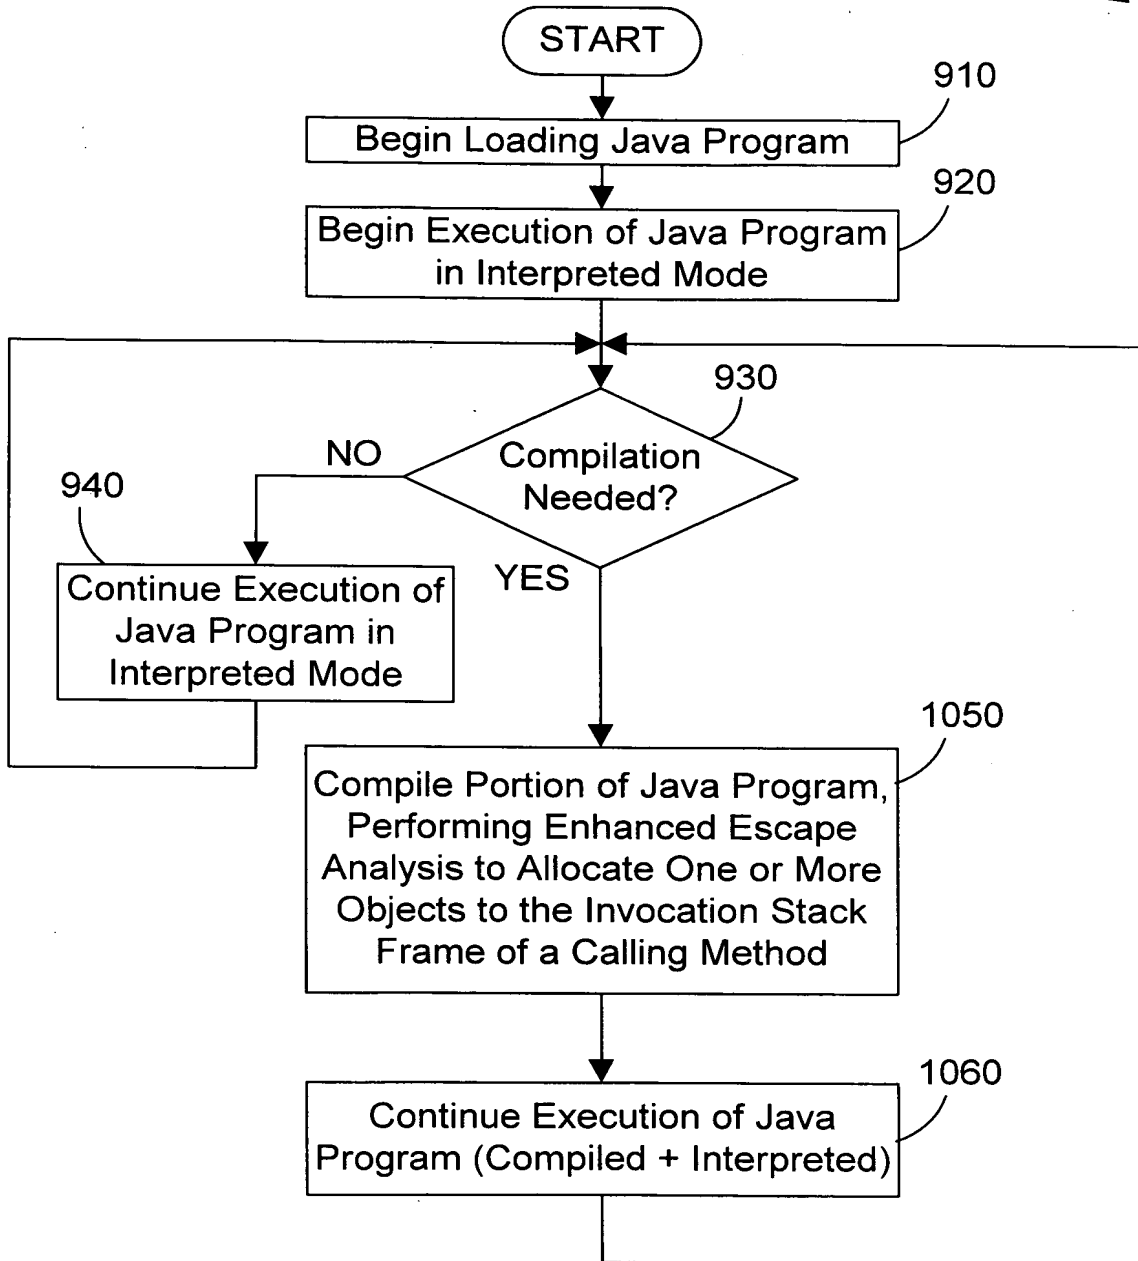 START
910
Begin Loading Java Program
920
Begin Execution of Java Program
in Interpreted Mode
930
Compilation
Needed?
NO
940
Continue Execution of
Java Program in
Interpreted Mode
YES
1050
Compile Portion of Java Program,
Performing Enhanced Escape
Analysis to Allocate One or More
Objects to the Invocation Stack
Frame of a Calling Method
1060
Continue Execution of Java
Program (Compiled + Interpreted)